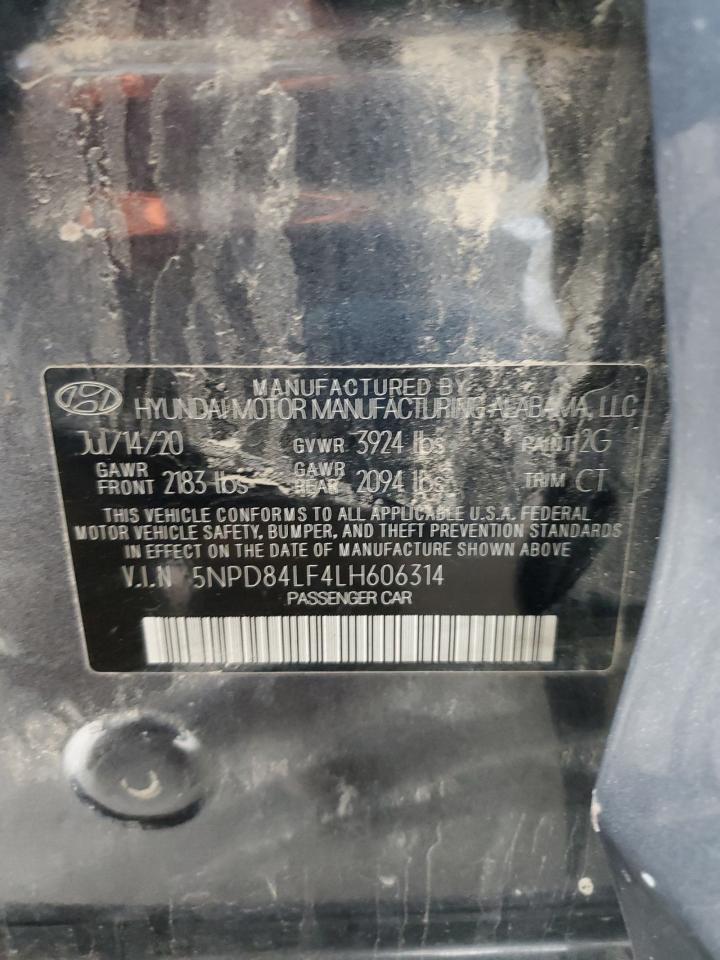 MANUFACTURED BY
HYUNDAI MOTOR MANUFACTURING ALABAMA, LLC
Jul/14/20 GVWR 3924 lbs PAINT 2G
GAWR FRONT 2183 lbs GAWR REAR 2094 lbs TRIM CT
THIS VEHICLE CONFORMS TO ALL APPLICABLE U.S.A. FEDERAL
MOTOR VEHICLE SAFETY, BUMPER, AND THEFT PREVENTION STANDARDS
IN EFFECT ON THE DATE OF MANUFACTURE SHOWN ABOVE
V.I.N 5NPD84LF4LH606314
PASSENGER CAR